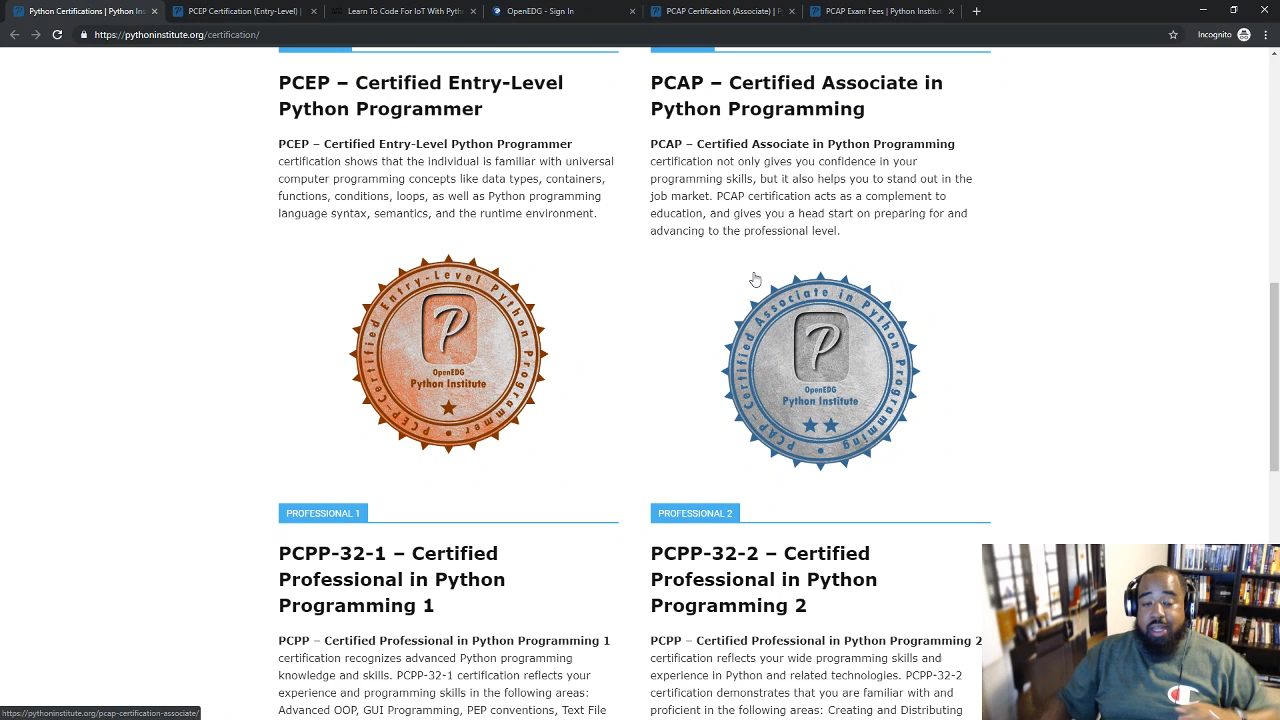 Python Certifications | Python Ins
PCEP Certification (Entry-Level) |
Learn To Code For IoT With Pyth
OpenEDG - Sign In
PCAP Certification (Associate) | P
PCAP Exam Fees | Python Institut
https://pythoninstitute.org/certification/
Incognito
PCEP – Certified Entry-Level
Python Programmer
PCEP – Certified Entry-Level Python Programmer
certification shows that the individual is familiar with universal
computer programming concepts like data types, containers,
functions, conditions, loops, as well as Python programming
language syntax, semantics, and the runtime environment.
PCEP-Certified Entry-Level Python Programmer
P
OpenEDG
Python Institute
PCAP – Certified Associate in
Python Programming
PCAP – Certified Associate in Python Programming
certification not only gives you confidence in your
programming skills, but it also helps you to stand out in the
job market. PCAP certification acts as a complement to
education, and gives you a head start on preparing for and
advancing to the professional level.
PCAP-Certified Associate in Python Programming
P
OpenEDG
Python Institute
PROFESSIONAL 1
PCPP-32-1 – Certified
Professional in Python
Programming 1
PCPP – Certified Professional in Python Programming 1
certification recognizes advanced Python programming
knowledge and skills. PCPP-32-1 certification reflects your
experience and programming skills in the following areas:
Advanced OOP, GUI Programming, PEP conventions, Text File
PROFESSIONAL 2
PCPP-32-2 – Certified
Professional in Python
Programming 2
PCPP – Certified Professional in Python Programming 2
certification reflects your wide programming skills and
experience in Python and related technologies. PCPP-32-2
certification demonstrates that you are familiar with and
proficient in the following areas: Creating and Distributing
https://pythoninstitute.org/pcap-certification-associate/